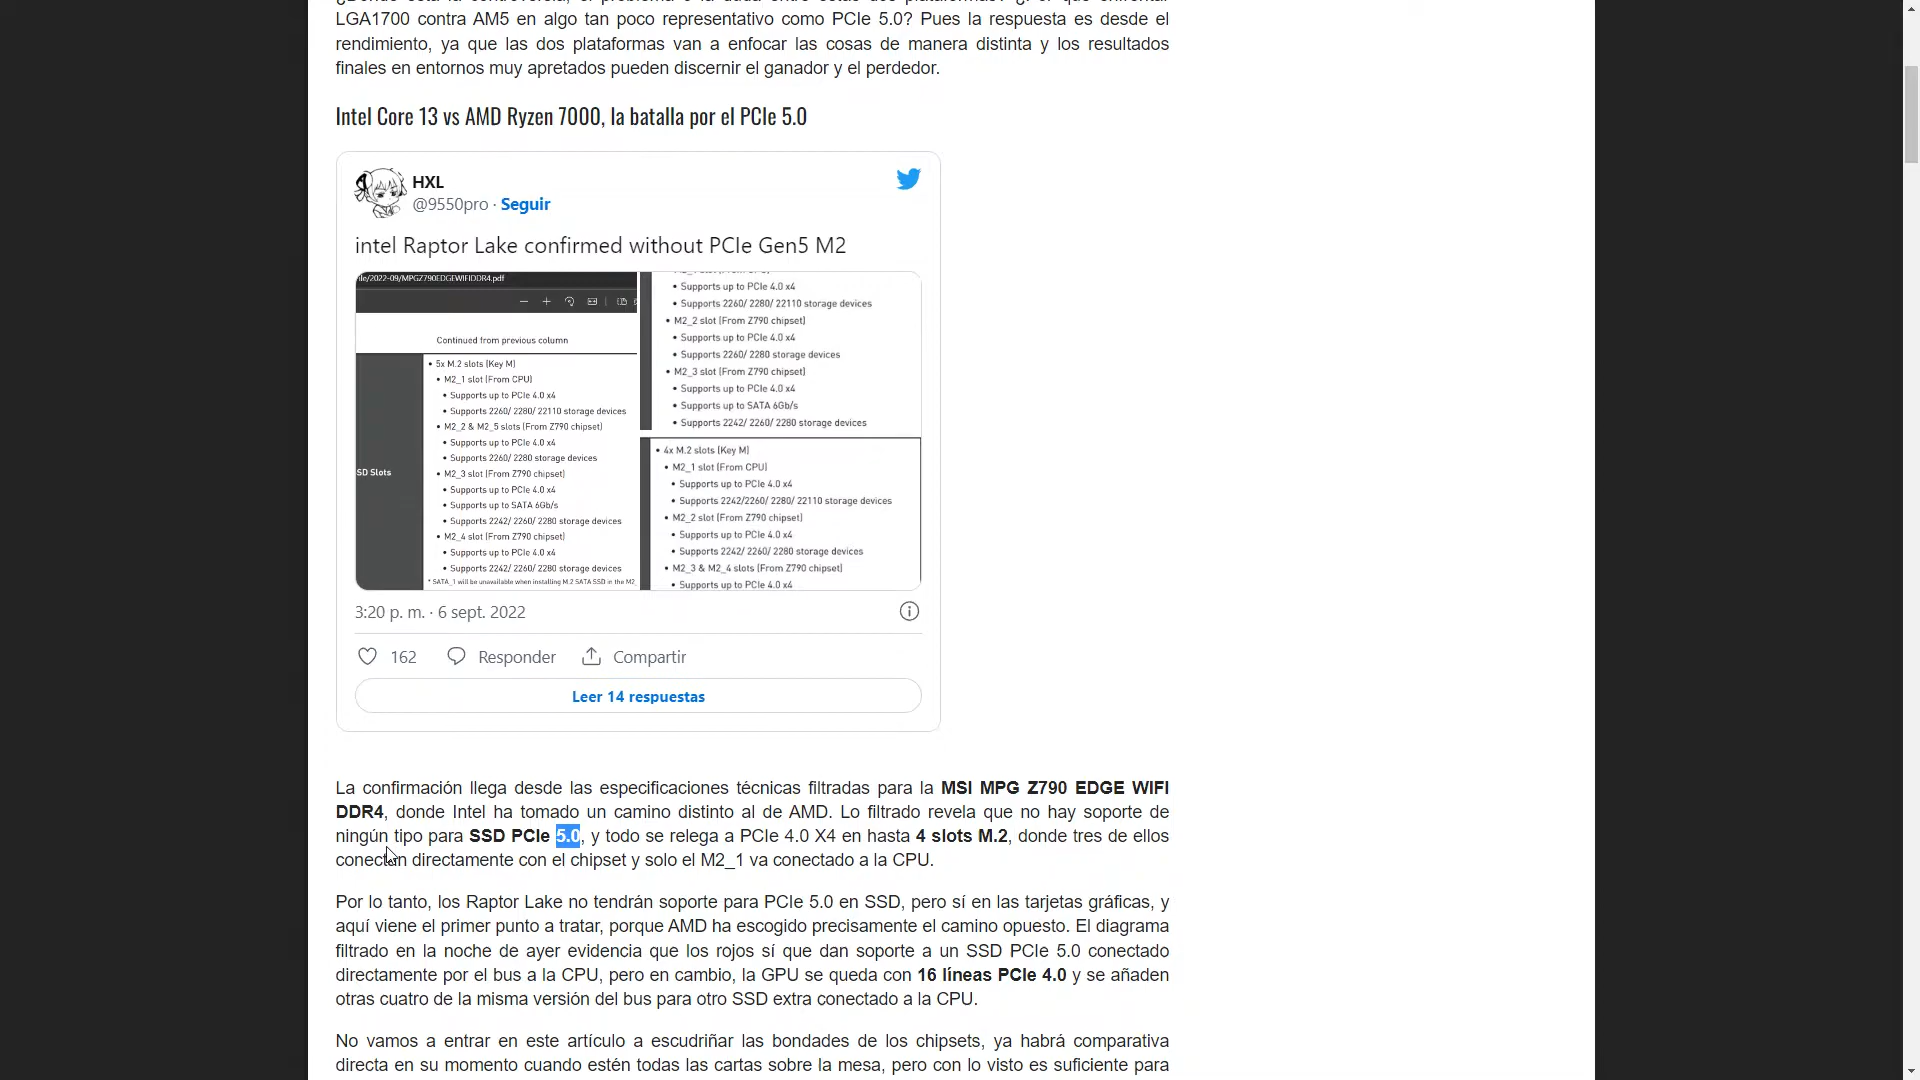 LGA1700 contra AM5 en algo tan poco representativo como PCIe 5.0? Pues la respuesta es desde el
rendimiento, ya que las dos plataformas van a enfocar las cosas de manera distinta y los resultados
finales en entornos muy apretados pueden discernir el ganador y el perdedor.
Intel Core 13 vs AMD Ryzen 7000, la batalla por el PCIe 5.0
HXL
@9550pro · Seguir
intel Raptor Lake confirmed without PCIe Gen5 M2
ile/2022-09/MPGZ790EDGEWIFIDDR4.pdf
Continued from previous column
SD Slots
• 5x M.2 slots (Key M)
• M2_1 slot (From CPU)
• Supports up to PCIe 4.0 x4
• Supports 2260/ 2280/ 22110 storage devices
• M2_2 & M2_5 slots (From Z790 chipset)
• Supports up to PCIe 4.0 x4
• Supports 2260/ 2280 storage devices
• M2_3 slot (From Z790 chipset)
• Supports up to PCIe 4.0 x4
• Supports up to SATA 6Gb/s
• Supports 2242/ 2260/ 2280 storage devices
• M2_4 slot (From Z790 chipset)
• Supports up to PCIe 4.0 x4
• Supports 2242/ 2260/ 2280 storage devices
* SATA_1 will be unavailable when installing M.2 SATA SSD in the M2_
• Supports up to PCIe 4.0 x4
• Supports 2260/ 2280/ 22110 storage devices
• M2_2 slot (From Z790 chipset)
• Supports up to PCIe 4.0 x4
• Supports 2260/ 2280 storage devices
• M2_3 slot (From Z790 chipset)
• Supports up to PCIe 4.0 x4
• Supports up to SATA 6Gb/s
• Supports 2242/ 2260/ 2280 storage devices
• 4x M.2 slots (Key M)
• M2_1 slot (From CPU)
• Supports up to PCIe 4.0 x4
• Supports 2242/2260/ 2280/ 22110 storage devices
• M2_2 slot (From Z790 chipset)
• Supports up to PCIe 4.0 x4
• Supports 2242/ 2260/ 2280 storage devices
• M2_3 & M2_4 slots (From Z790 chipset)
• Supports up to PCIe 4.0 x4
3:20 p. m. · 6 sept. 2022
162 Responder Compartir
Leer 14 respuestas
La confirmación llega desde las especificaciones técnicas filtradas para la MSI MPG Z790 EDGE WIFI
DDR4, donde Intel ha tomado un camino distinto al de AMD. Lo filtrado revela que no hay soporte de
ningún tipo para SSD PCIe 5.0, y todo se relega a PCIe 4.0 X4 en hasta 4 slots M.2, donde tres de ellos
conectan directamente con el chipset y solo el M2_1 va conectado a la CPU.
Por lo tanto, los Raptor Lake no tendrán soporte para PCIe 5.0 en SSD, pero sí en las tarjetas gráficas, y
aquí viene el primer punto a tratar, porque AMD ha escogido precisamente el camino opuesto. El diagrama
filtrado en la noche de ayer evidencia que los rojos sí que dan soporte a un SSD PCIe 5.0 conectado
directamente por el bus a la CPU, pero en cambio, la GPU se queda con 16 líneas PCIe 4.0 y se añaden
otras cuatro de la misma versión del bus para otro SSD extra conectado a la CPU.
No vamos a entrar en este artículo a escudriñar las bondades de los chipsets, ya habrá comparativa
directa en su momento cuando estén todas las cartas sobre la mesa, pero con lo visto es suficiente para